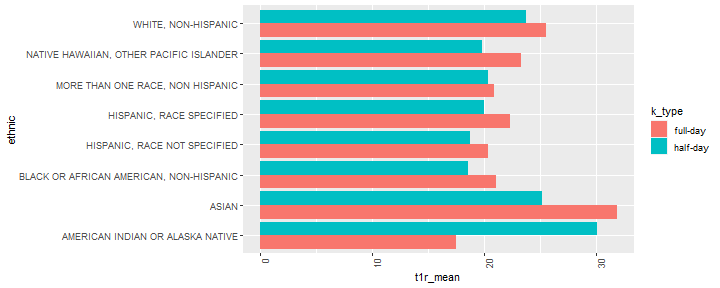 WHITE, NON-HISPANIC
NATIVE HAWAIIAN, OTHER PACIFIC ISLANDER
MORE THAN ONE RACE, NON HISPANIC
HISPANIC, RACE SPECIFIED
HISPANIC, RACE NOT SPECIFIED
BLACK OR AFRICAN AMERICAN, NON-HISPANIC
ASIAN
AMERICAN INDIAN OR ALASKA NATIVE
ethnic
0
10
20
30
t1r_mean
k_type
full-day
half-day